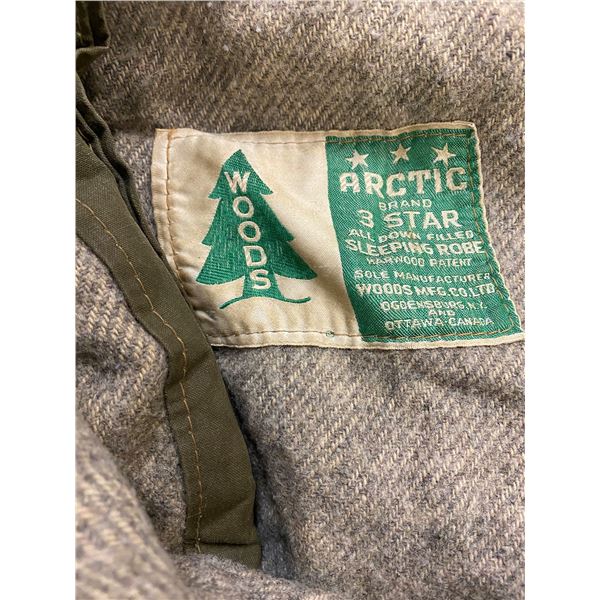 WOODS
ARCTIC
BRAND
3 STAR
ALL DOWN FILLED
SLEEPING ROBE
HARWOOD PATENT
SOLE MANUFACTURER
WOODS MFG. CO. LTD.
OGDENSBURG. N.Y.
AND
OTTAWA-CANADA